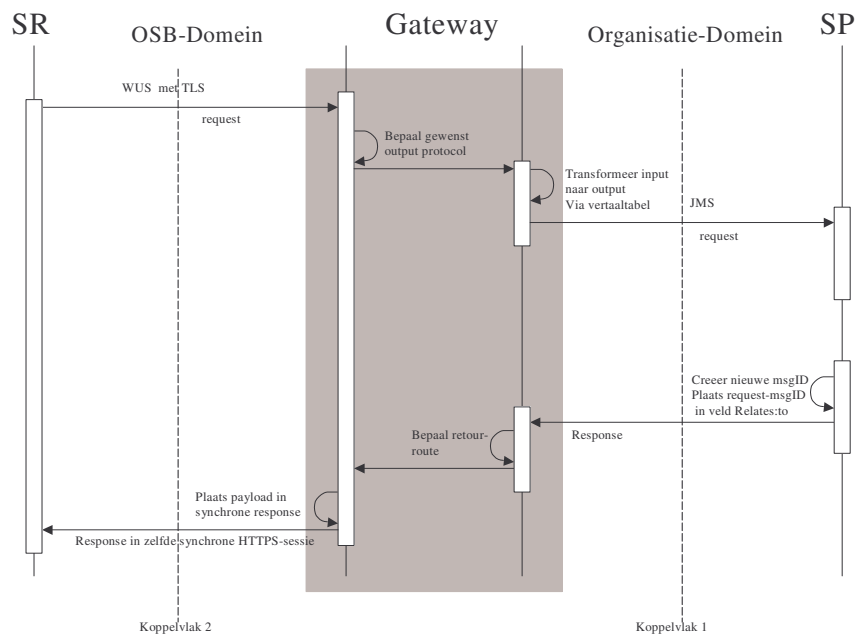 SR
OSB-Domein
Gateway
Organisatie-Domein
SP
WUS met TLS
request
Bepaal gewenst
output protocol
Transformeer input
naar output
Via vertaaltabel
JMS
request
Creeer nieuwe msgID
Plaats request-msgID
in veld Relates:to
Response
Bepaal retour-
route
Plaats payload in
synchrone response
Response in zelfde synchrone HTTPS-sessie
Koppelvlak 2
Koppelvlak 1